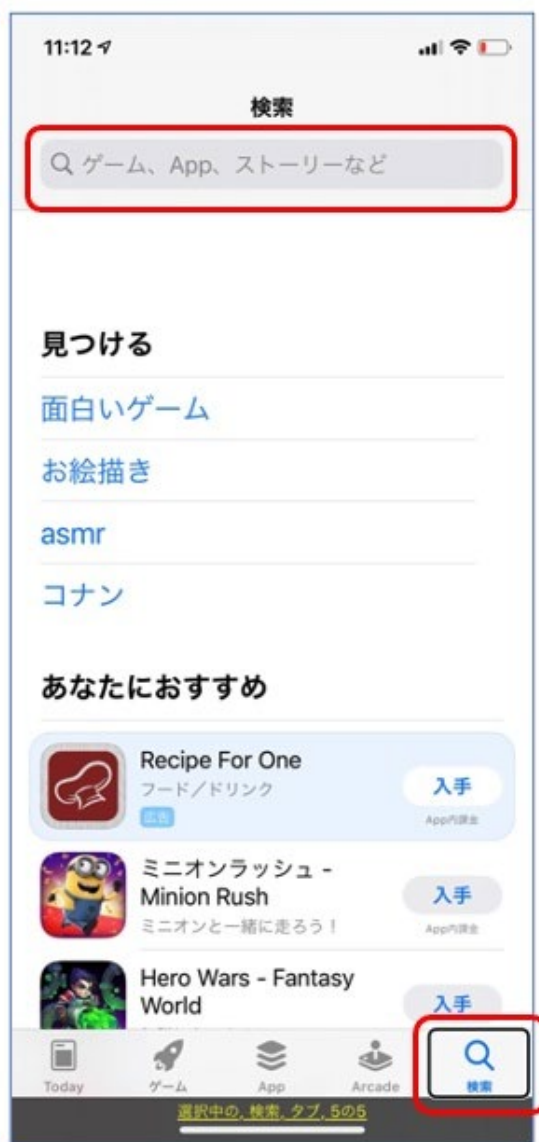 11:12
検索
ゲーム、App、ストーリーなど
見つける
面白いゲーム
お絵描き
asmr
コナン
あなたにおすすめ
Recipe For One
フード/ドリンク
広告
入手
App内課金
ミニオンラッシュ -
Minion Rush
ミニオンと一緒に走ろう!
入手
App内課金
Hero Wars - Fantasy
World
入手
Today
ゲーム
App
Arcade
検索
選択中の, 検索, タブ, 5の5